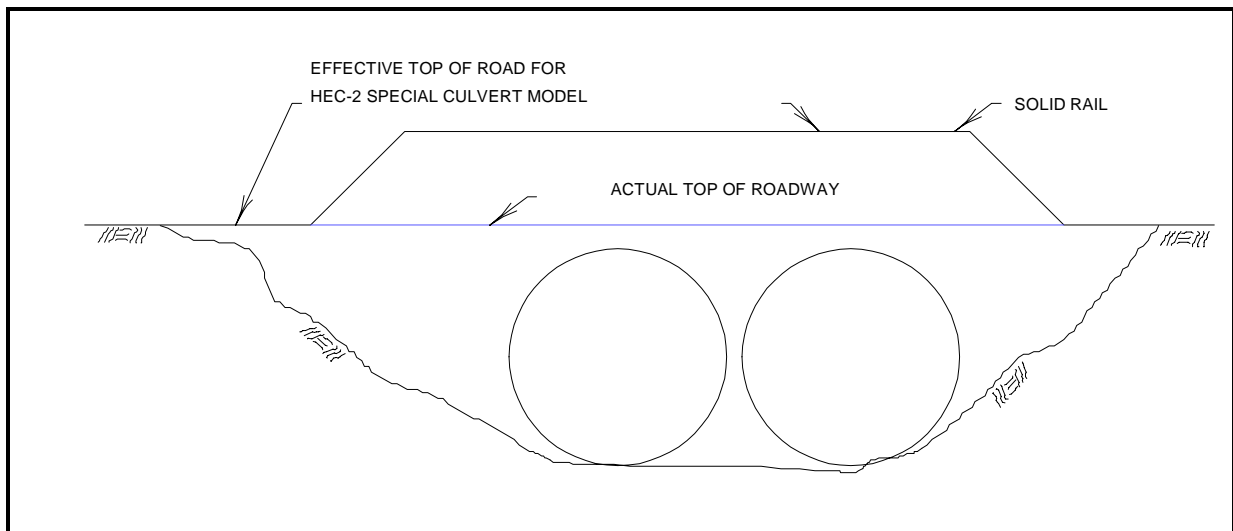 EFFECTIVE TOP OF ROAD FOR
HEC-2 SPECIAL CULVERT MODEL
SOLID RAIL
ACTUAL TOP OF ROADWAY